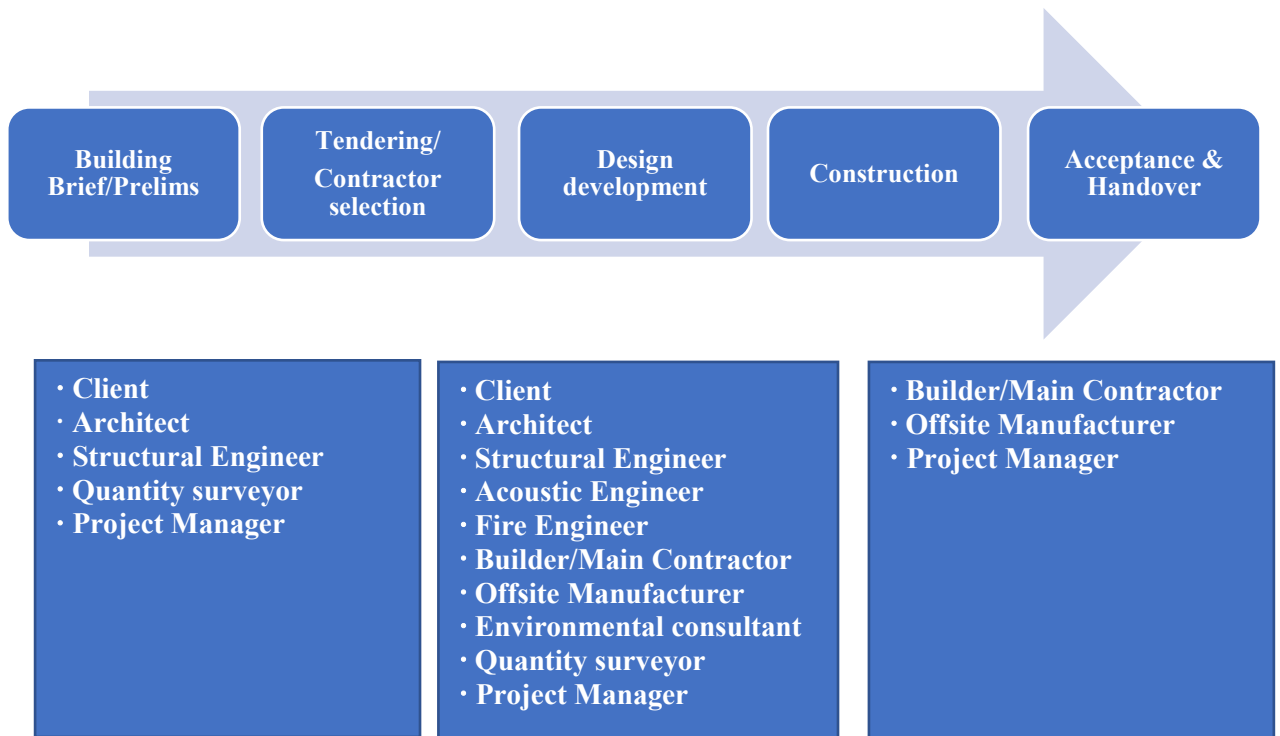 Building
Brief/Prelims
Tendering/
Contractor
selection
Design
development
Construction
Acceptance &
Handover
· Client
· Architect
· Structural Engineer
· Quantity surveyor
· Project Manager
· Client
· Architect
· Structural Engineer
· Acoustic Engineer
· Fire Engineer
· Builder/Main Contractor
· Offsite Manufacturer
· Environmental consultant
· Quantity surveyor
· Project Manager
· Builder/Main Contractor
· Offsite Manufacturer
· Project Manager